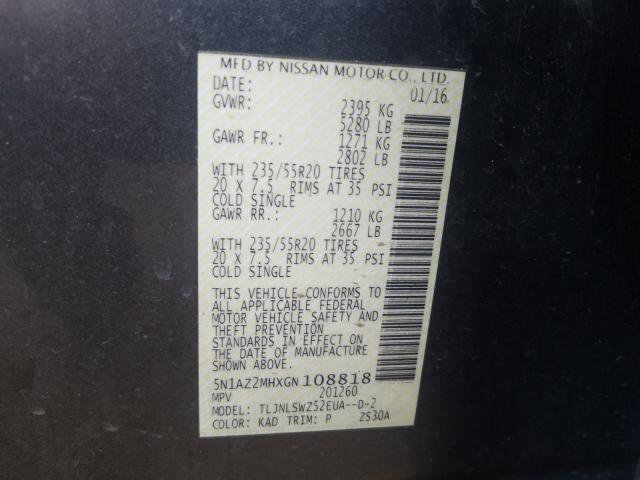 MFD BY NISSAN MOTOR CO., LTD.
DATE: 01/16
GVWR: 2395 KG
5280 LB
GAWR FR.: 1271 KG
2802 LB
WITH 235/55R20 TIRES
20 X 7.5 RIMS AT 35 PSI
COLD SINGLE
GAWR RR.: 1210 KG
2667 LB
WITH 235/55R20 TIRES
20 X 7.5 RIMS AT 35 PSI
COLD SINGLE
THIS VEHICLE CONFORMS TO
ALL APPLICABLE FEDERAL
MOTOR VEHICLE SAFETY AND
THEFT PREVENTION
STANDARDS IN EFFECT ON
THE DATE OF MANUFACTURE
SHOWN ABOVE.
5N1AZ2MHXGN108818
MPV 201260
MODEL: TLJNLSWZ52EUA--D-2
COLOR: KAD TRIM: P ZS30A